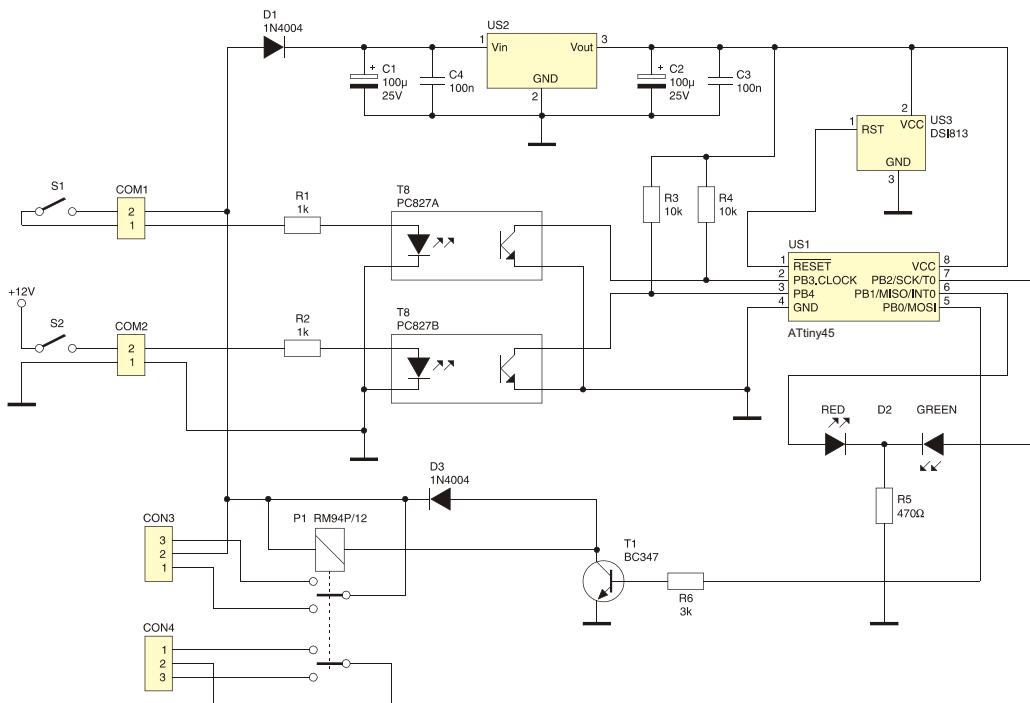 D1
1N4004
US2
1 Vin Vout 3
GND
2
+
C1
100µ
25V
C4
100n
+
C2
100µ
25V
C3
100n
2
VCC
1 RST
GND
3
US3
DSI813
S1
COM1
2
1
R1
1k
T8
PC827A
R3
10k
R4
10k
US1
1 RESET VCC 8
2 PB3,CLOCK PB2/SCK/T0 7
3 PB4 PB1/MISO/INT0 6
4 GND PB0/MOSI 5
ATtiny45
+12V
S2
COM2
2
1
R2
1k
T8
PC827B
RED D2 GREEN
R5
470Ω
D3
1N4004
P1 RM94P/12
CON3
3
2
1
T1
BC347
R6
3k
CON4
1
2
3